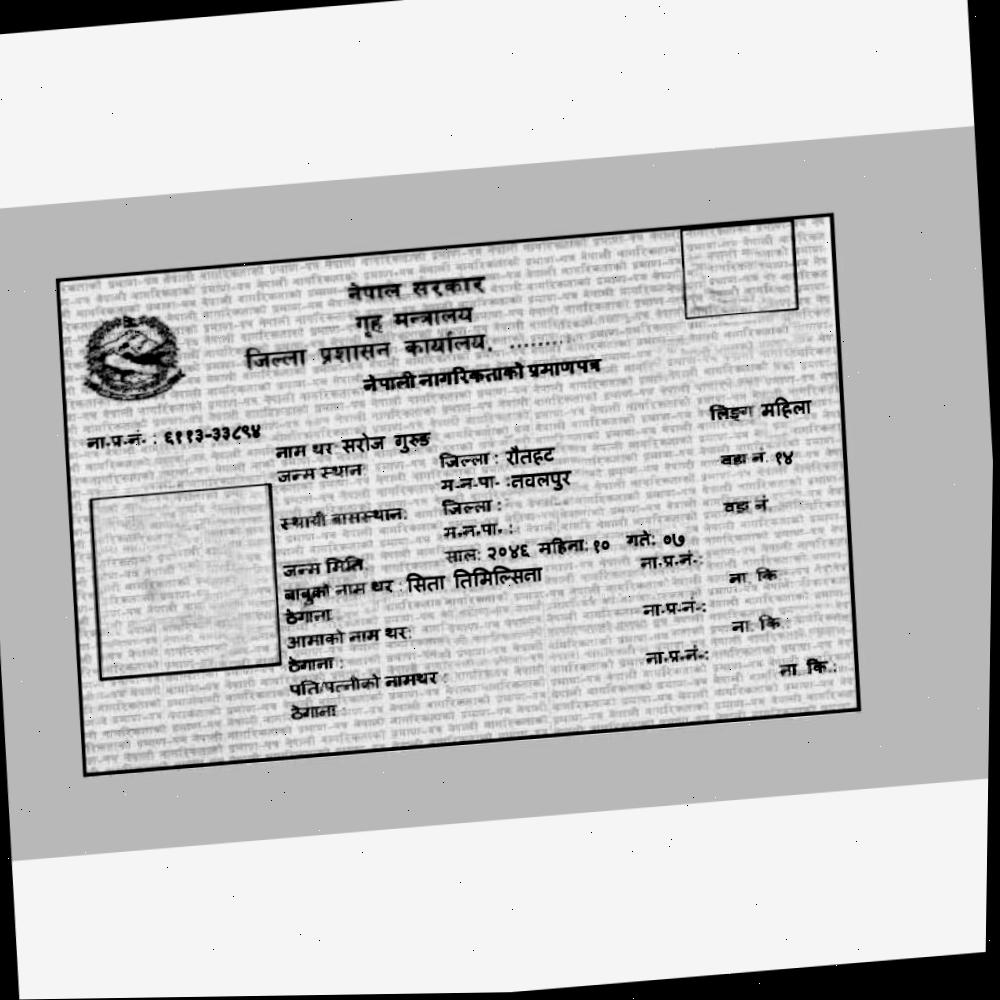 नेपाल सरकार
गृह मन्त्रालय
जिल्ला प्रशासन कार्यालय, ........
नेपाली नागरिकताको प्रमाणपत्र
ना.प्र.नं. : ६११३-३३८९४
लिङ्ग महिला
नाम थर सरोज गुरुङ
जन्म स्थान: जिल्ला : रौतहट
म.न.पा. :नवलपुर वडा नं. १४
स्थायी बासस्थान: जिल्ला :
म.न.पा. : वडा नं.
जन्म मिति: साल: २०४६ महिना: १० गते: ०७
बाबुको नाम थर : सिता तिमिल्सिना ना.प्र.नं.:
ठेगाना ना. कि
आमाको नाम थर: ना.प्र.नं.:
ठेगाना : ना. कि :
पति/पत्नीको नामथर : ना.प्र.नं.:
ठेगाना : ना. कि.: